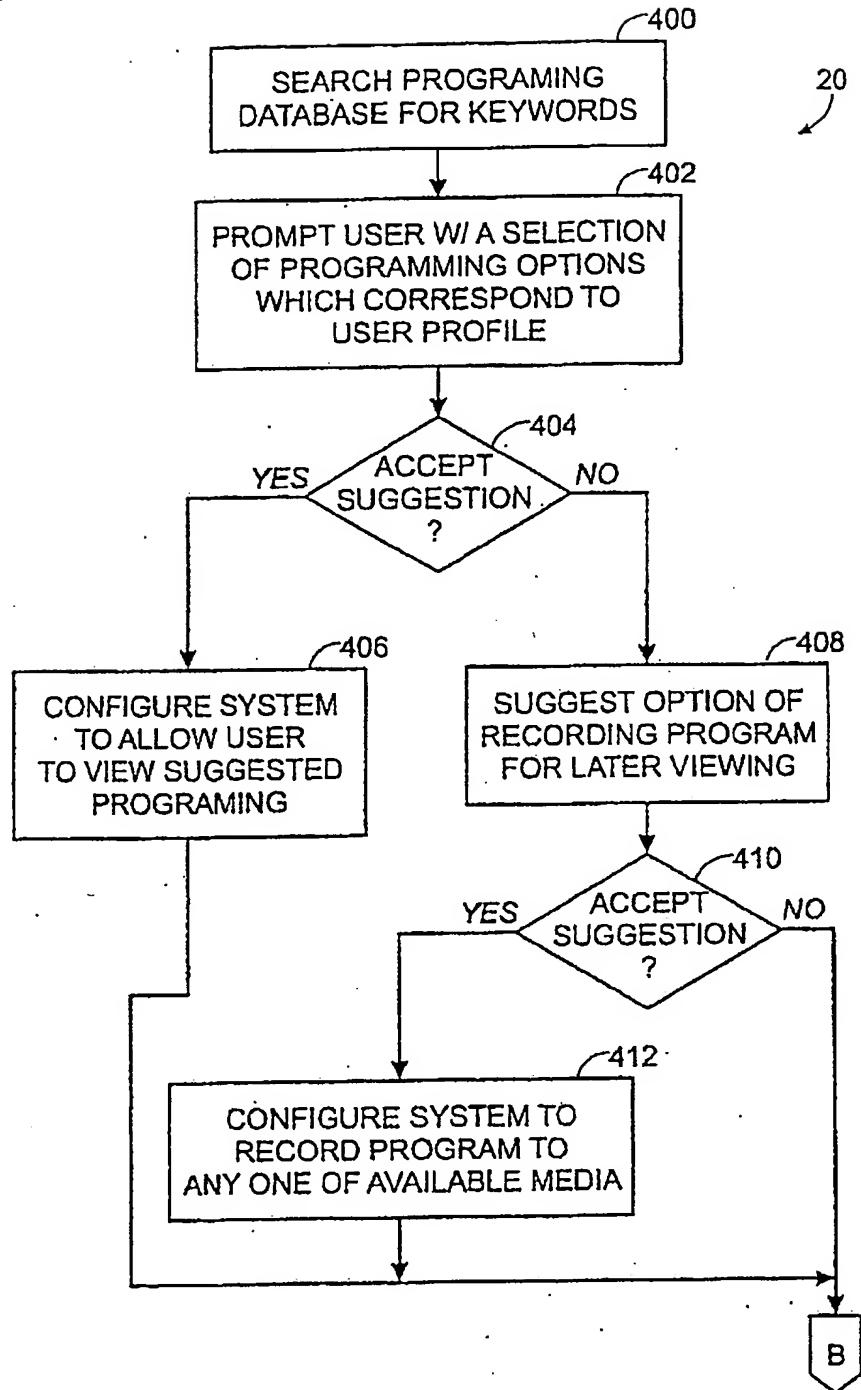 400
SEARCH PROGRAMING
DATABASE FOR KEYWORDS
20
402
PROMPT USER W/ A SELECTION
OF PROGRAMMING OPTIONS
WHICH CORRESPOND TO
USER PROFILE
404
YES
ACCEPT
SUGGESTION
?
NO
406
CONFIGURE SYSTEM
TO ALLOW USER
TO VIEW SUGGESTED
PROGRAMING
408
SUGGEST OPTION OF
RECORDING PROGRAM
FOR LATER VIEWING
410
YES
ACCEPT
SUGGESTION
?
NO
412
CONFIGURE SYSTEM TO
RECORD PROGRAM TO
ANY ONE OF AVAILABLE MEDIA
B